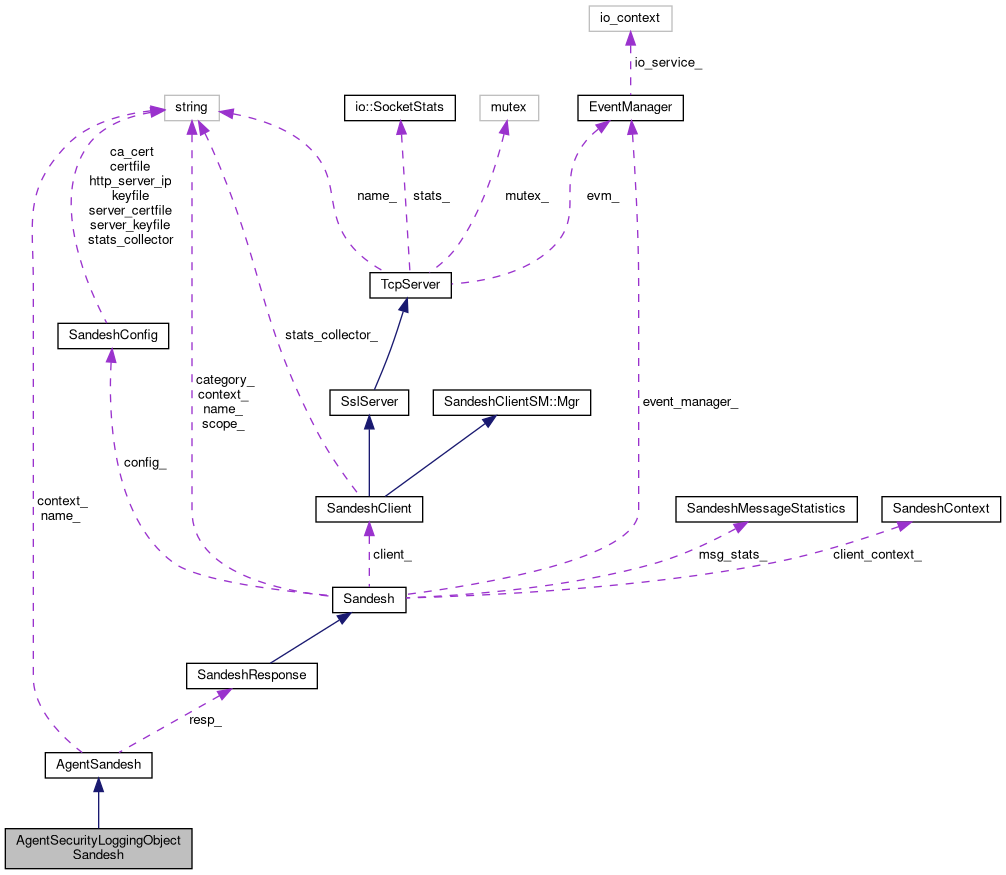 io_context
io_service_
string
io::SocketStats
mutex
EventManager
ca_cert
certfile
http_server_ip
keyfile
server_certfile
server_keyfile
stats_collector
name_
stats_
mutex_
evm_
TcpServer
SandeshConfig
stats_collector_
category_
context_
name_
scope_
SslServer
SandeshClientSM::Mgr
event_manager_
config_
context_
name_
SandeshClient
SandeshMessageStatistics
SandeshContext
client_
msg_stats_
client_context_
Sandesh
SandeshResponse
resp_
AgentSandesh
AgentSecurityLoggingObject
Sandesh